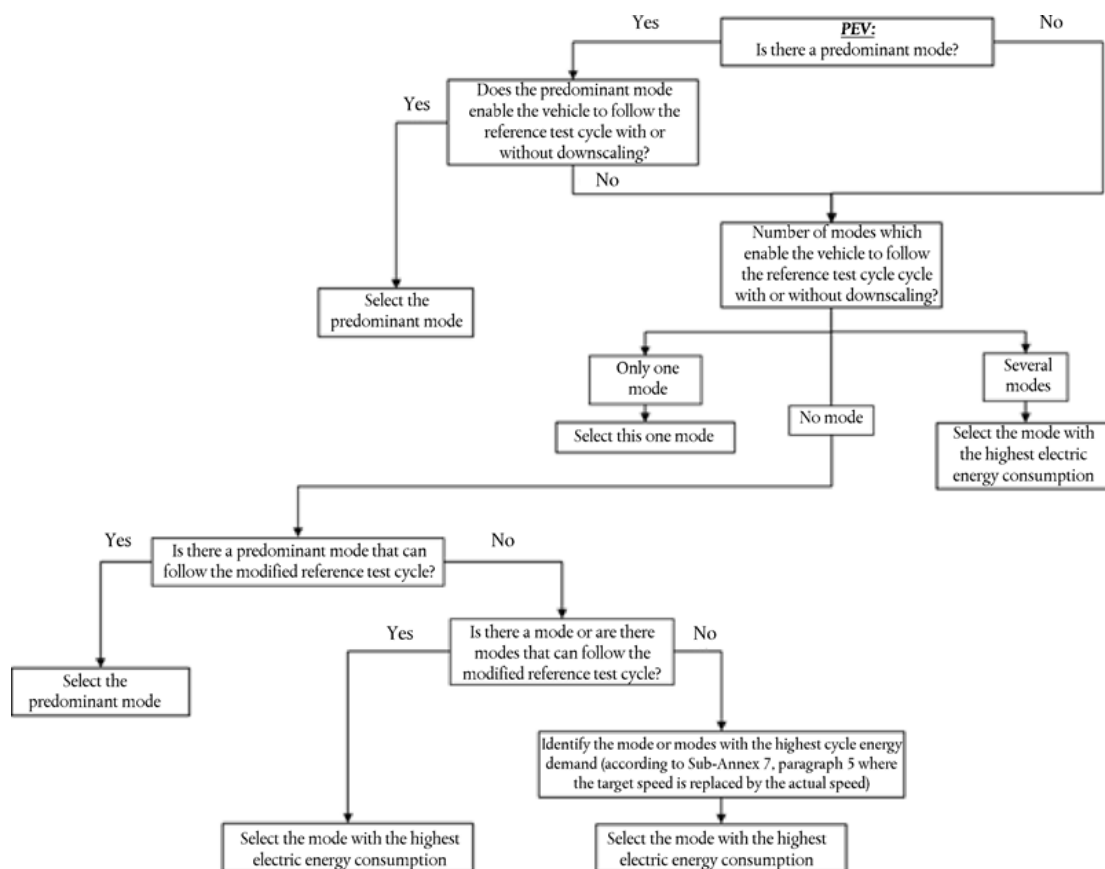 Yes
PEV:
Is there a predominant mode?
No
Does the predominant mode
enable the vehicle to follow the
reference test cycle with or
without downscaling?
Yes
No
Number of modes which
enable the vehicle to follow
the reference test cycle cycle
with or without downscaling?
Select the
predominant mode
Only one
mode
Several
modes
No mode
Select this one mode
Select the mode with
the highest electric
energy consumption
Yes
Is there a predominant mode that can
follow the modified reference test cycle?
No
Yes
Is there a mode or are there
modes that can follow the
modified reference test cycle?
No
Select the
predominant mode
Identify the mode or modes with the highest cycle energy
demand (according to Sub-Annex 7, paragraph 5 where
the target speed is replaced by the actual speed)
Select the mode with the highest
electric energy consumption
Select the mode with the highest
electric energy consumption